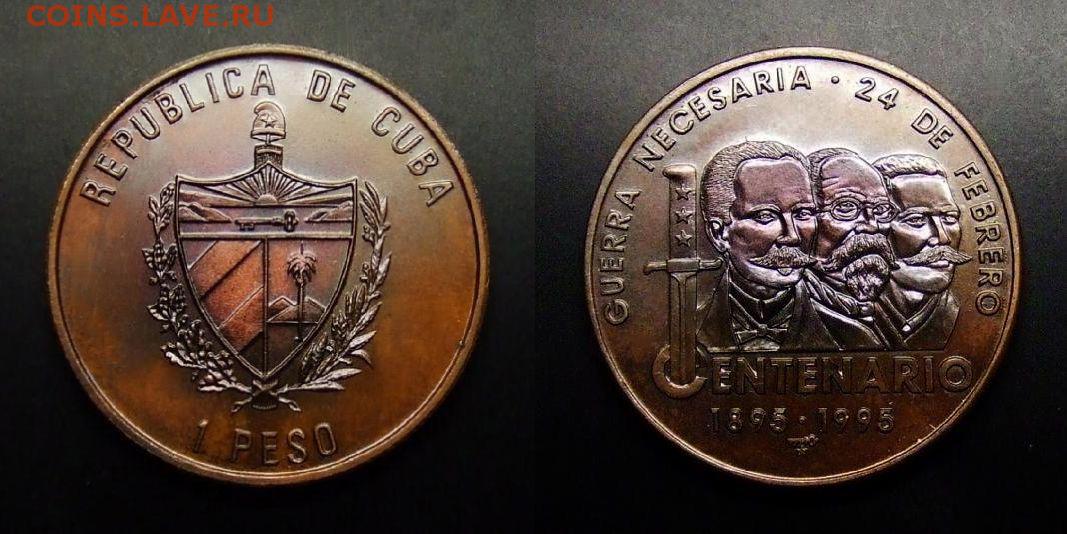 COINS.LAVE.RU
REPUBLICA DE CUBA
1 PESO
GUERRA NECESARIA · 24 DE FEBRERO
CENTENARIO
1895 · 1995